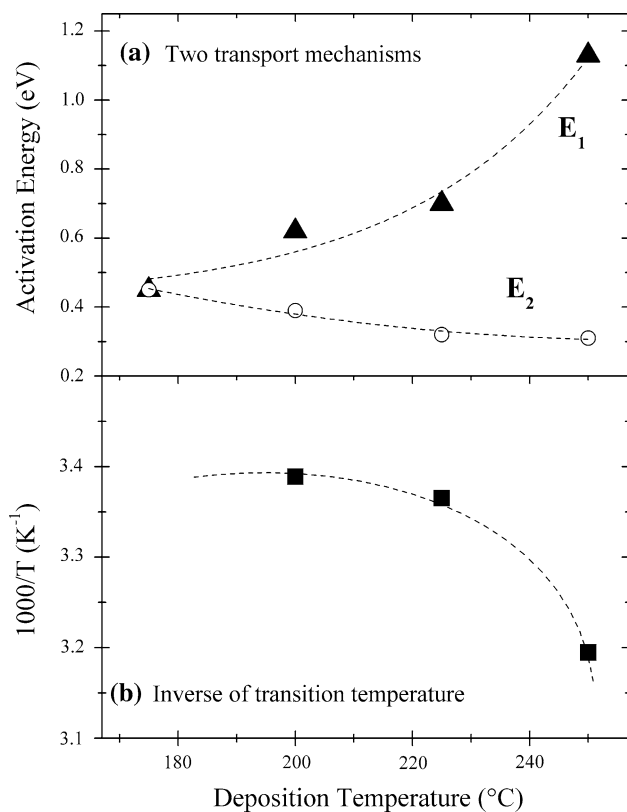 (a) Two transport mechanisms
Activation Energy (eV)
1.2
1.0
0.8
0.6
0.4
0.2
E1
E2
1000/T (K-1)
3.4
3.3
3.2
3.1
(b) Inverse of transition temperature
180 200 220 240
Deposition Temperature (°C)